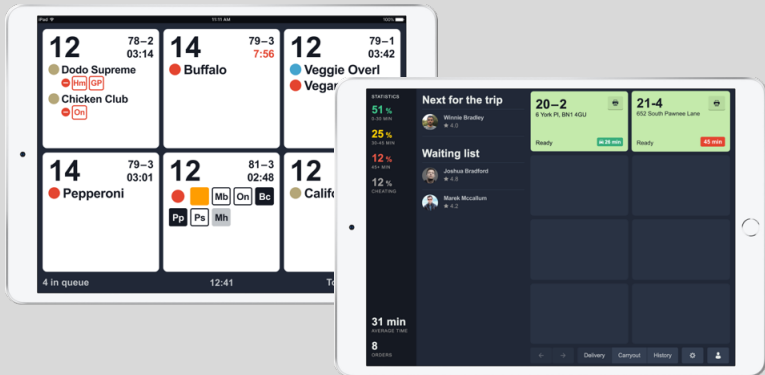 iPad
11:11 AM
100%
12
78–2
03:14
Dodo Supreme
Hm GP
Chicken Club
On
14
79–3
7:56
Buffalo
12
79–1
03:42
Veggie Overl
14
79–3
03:01
Pepperoni
12
81–3
02:48
Mb On Bc
Pp Ps Mh
12
4 in queue
12:41
STATISTICS
51 %
25 %
30-45 MIN
12 %
45+ MIN
12 %
CHEATING
31 min
AVERAGE TIME
8
ORDERS
Next for the trip
Winnie Bradley
★ 4.0
Waiting list
Joshua Bradford
★ 4.8
Marek Mccallum
★ 4.2
20–2
6 York Pl, BN1 4GU
Ready
26 min
21-4
652 South Pawnee Lane
Ready
45 min
← → Delivery Carryout History